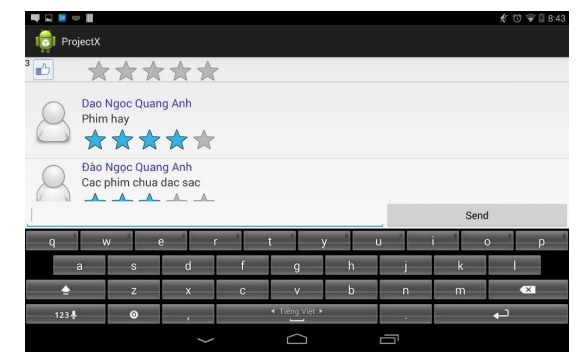 8:43
ProjectX
3
Dao Ngoc Quang Anh
Phim hay
Đào Ngọc Quang Anh
Cac phim chua dac sac
Send
q w e r t y u i o p
a s d f g h j k l
z x c v b n m
123 , Tiếng Việt .